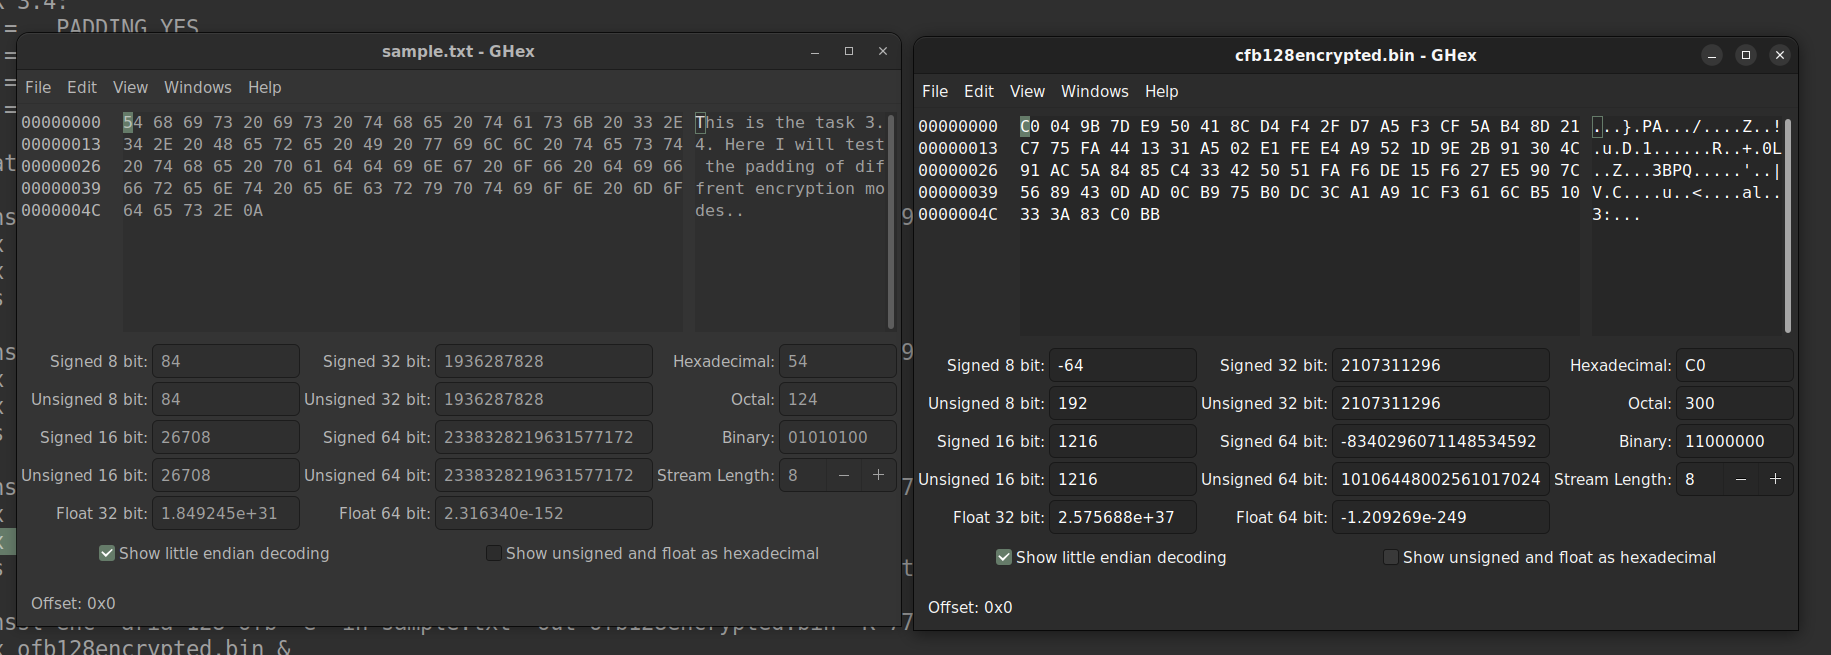 x 3.4:
= PADDING YES
=
=
=
sample.txt - GHex
File Edit View Windows Help
00000000 54 68 69 73 20 69 73 20 74 68 65 20 74 61 73 6B 20 33 2E This is the task 3.
00000013 34 2E 20 48 65 72 65 20 49 20 77 69 6C 6C 20 74 65 73 74 4. Here I will test
00000026 20 74 68 65 20 70 61 64 64 69 6E 67 20 6F 66 20 64 69 66  the padding of dif
00000039 66 72 65 6E 74 20 65 6E 63 72 79 70 74 69 6F 6E 20 6D 6F frent encryption mo
0000004C 64 65 73 2E 0A des..
Signed 8 bit: 84 Signed 32 bit: 1936287828 Hexadecimal: 54
Unsigned 8 bit: 84 Unsigned 32 bit: 1936287828 Octal: 124
Signed 16 bit: 26708 Signed 64 bit: 2338328219631577172 Binary: 01010100
Unsigned 16 bit: 26708 Unsigned 64 bit: 2338328219631577172 Stream Length: 8 − +
Float 32 bit: 1.849245e+31 Float 64 bit: 2.316340e-152
Show little endian decoding Show unsigned and float as hexadecimal
Offset: 0x0
cfb128encrypted.bin - GHex
File Edit View Windows Help
00000000 C0 04 9B 7D E9 50 41 8C D4 F4 2F D7 A5 F3 CF 5A B4 8D 21 ...}.PA.../....Z..!
00000013 C7 75 FA 44 13 31 A5 02 E1 FE E4 A9 52 1D 9E 2B 91 30 4C .u.D.1......R..+.0L
00000026 91 AC 5A 84 85 C4 33 42 50 51 FA F6 DE 15 F6 27 E5 90 7C ..Z...3BPQ.....'..|
00000039 56 89 43 0D AD 0C B9 75 B0 DC 3C A1 A9 1C F3 61 6C B5 10 V.C....u..<....al..
0000004C 33 3A 83 C0 BB 3:...
Signed 8 bit: -64 Signed 32 bit: 2107311296 Hexadecimal: C0
Unsigned 8 bit: 192 Unsigned 32 bit: 2107311296 Octal: 300
Signed 16 bit: 1216 Signed 64 bit: -8340296071148534592 Binary: 11000000
Unsigned 16 bit: 1216 Unsigned 64 bit: 10106448002561017024 Stream Length: 8 − +
Float 32 bit: 2.575688e+37 Float 64 bit: -1.209269e-249
Show little endian decoding Show unsigned and float as hexadecimal
Offset: 0x0
x ofb128encrypted.bin &